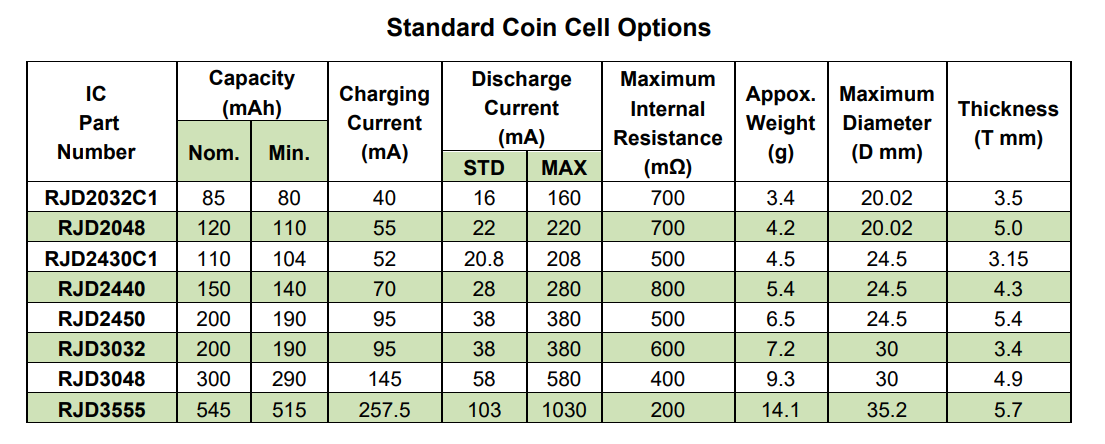 Standard Coin Cell Options
IC Part Number | Capacity (mAh) Nom. | Capacity (mAh) Min. | Charging Current (mA) | Discharge Current (mA) STD | Discharge Current (mA) MAX | Maximum Internal Resistance (mΩ) | Appox. Weight (g) | Maximum Diameter (D mm) | Thickness (T mm)
RJD2032C1 | 85 | 80 | 40 | 16 | 160 | 700 | 3.4 | 20.02 | 3.5
RJD2048 | 120 | 110 | 55 | 22 | 220 | 700 | 4.2 | 20.02 | 5.0
RJD2430C1 | 110 | 104 | 52 | 20.8 | 208 | 500 | 4.5 | 24.5 | 3.15
RJD2440 | 150 | 140 | 70 | 28 | 280 | 800 | 5.4 | 24.5 | 4.3
RJD2450 | 200 | 190 | 95 | 38 | 380 | 500 | 6.5 | 24.5 | 5.4
RJD3032 | 200 | 190 | 95 | 38 | 380 | 600 | 7.2 | 30 | 3.4
RJD3048 | 300 | 290 | 145 | 58 | 580 | 400 | 9.3 | 30 | 4.9
RJD3555 | 545 | 515 | 257.5 | 103 | 1030 | 200 | 14.1 | 35.2 | 5.7